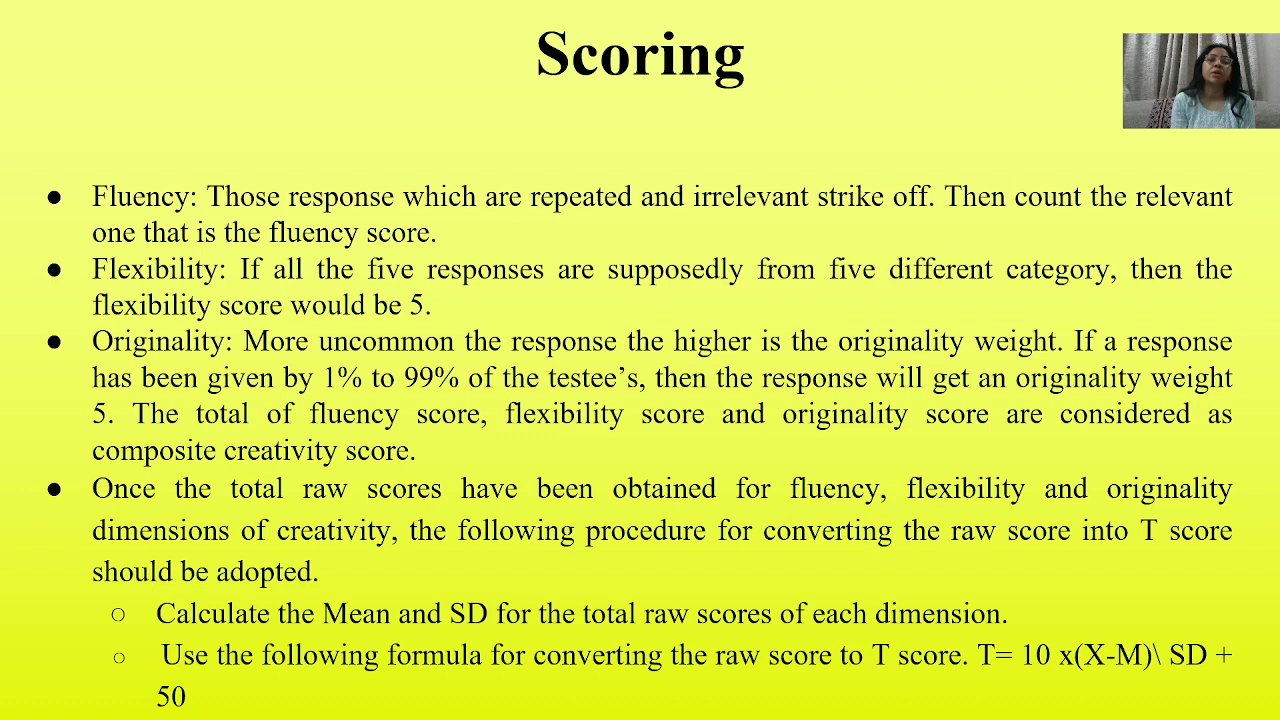 Scoring
● Fluency: Those response which are repeated and irrelevant strike off. Then count the relevant
one that is the fluency score.
● Flexibility: If all the five responses are supposedly from five different category, then the
flexibility score would be 5.
● Originality: More uncommon the response the higher is the originality weight. If a response
has been given by 1% to 99% of the testee’s, then the response will get an originality weight
5. The total of fluency score, flexibility score and originality score are considered as
composite creativity score.
● Once the total raw scores have been obtained for fluency, flexibility and originality
dimensions of creativity, the following procedure for converting the raw score into T score
should be adopted.
○ Calculate the Mean and SD for the total raw scores of each dimension.
○ Use the following formula for converting the raw score to T score. T= 10 x(X-M)\ SD +
50